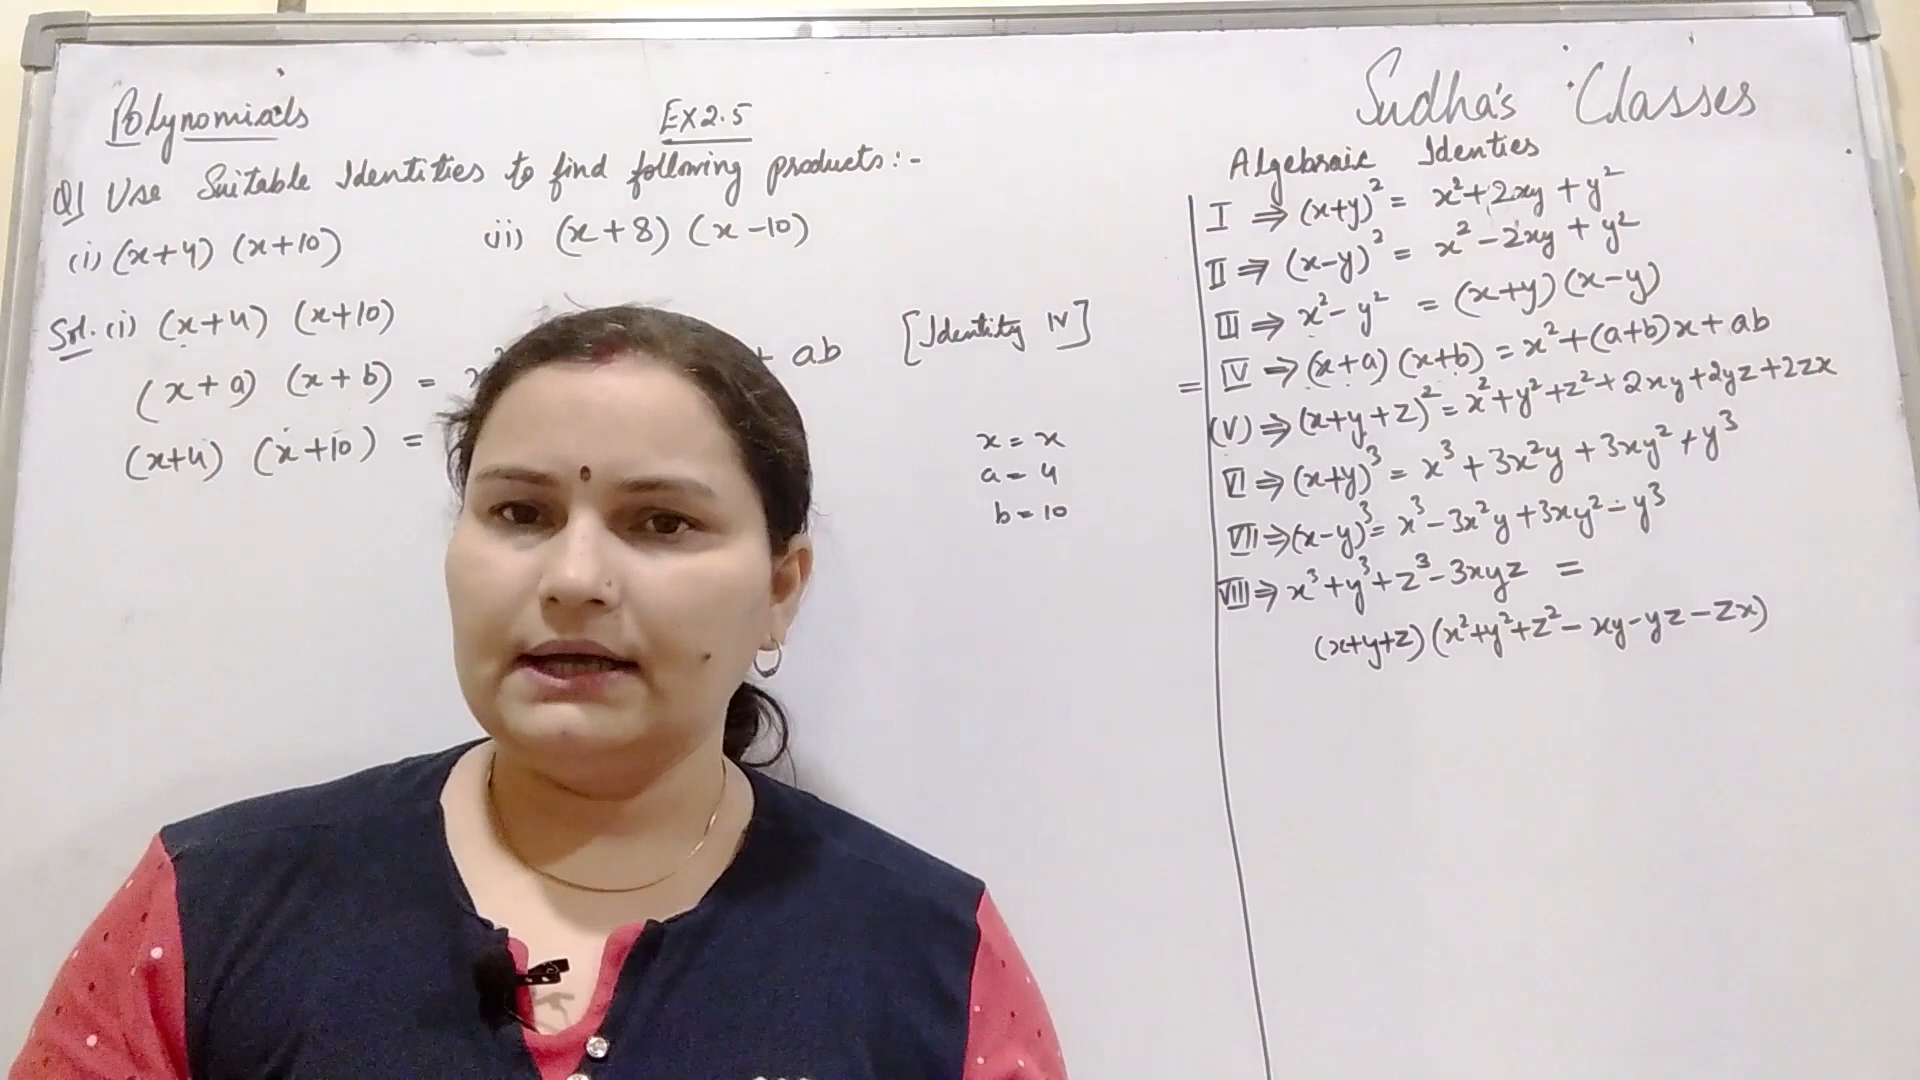 Polynomials
EX 2.5
Q1 Use Suitable Identities to find following products:-
(i) (x+4) (x+10)
ii) (x+8) (x-10)
Sol. (i) (x+4) (x+10)
(x+a) (x+b) = x + ab [Identity IV]
(x+4) (x+10) =
x = x
a = 4
b = 10
Sudha's Classes
Algebraic Identies
I ⇒ (x+y)² = x²+2xy+y²
II ⇒ (x-y)² = x²-2xy+y²
III ⇒ x²-y² = (x+y)(x-y)
= IV ⇒ (x+a)(x+b) = x²+(a+b)x+ab
(V) ⇒ (x+y+z)² = x²+y²+z²+2xy+2yz+2zx
VI ⇒ (x+y)³ = x³+3x²y+3xy²+y³
VII ⇒ (x-y)³ = x³-3x²y+3xy²-y³
VIII ⇒ x³+y³+z³-3xyz =
(x+y+z)(x²+y²+z²-xy-yz-zx)